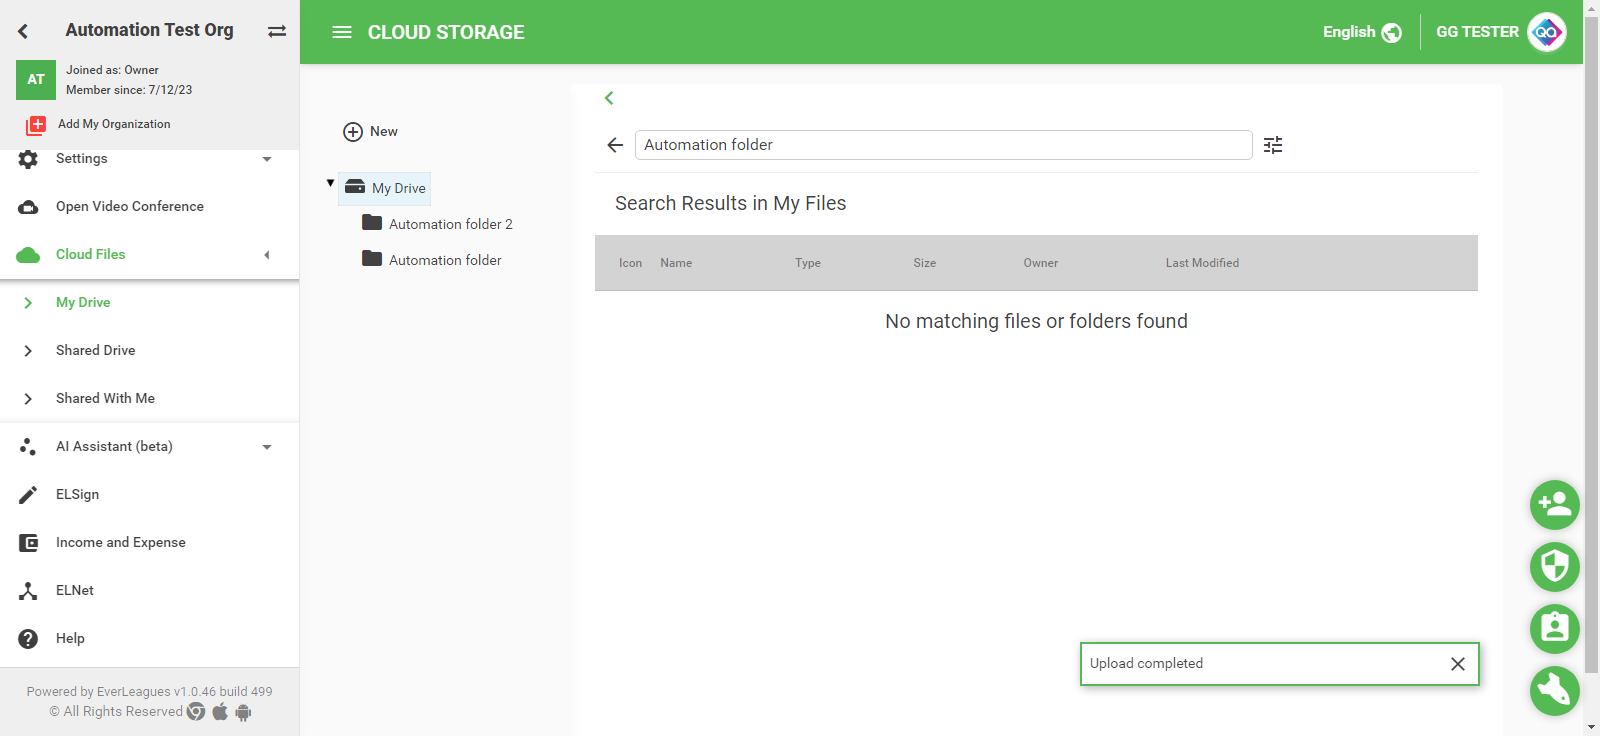 Automation Test Org
AT
Joined as: Owner
Member since: 7/12/23
Add My Organization
Settings
Open Video Conference
Cloud Files
My Drive
Shared Drive
Shared With Me
AI Assistant (beta)
ELSign
Income and Expense
ELNet
Help
Powered by EverLeagues v1.0.46 build 499
© All Rights Reserved
CLOUD STORAGE
English
GG TESTER
QA
New
My Drive
Automation folder 2
Automation folder
Automation folder
Search Results in My Files
Icon Name Type Size Owner Last Modified
No matching files or folders found
Upload completed